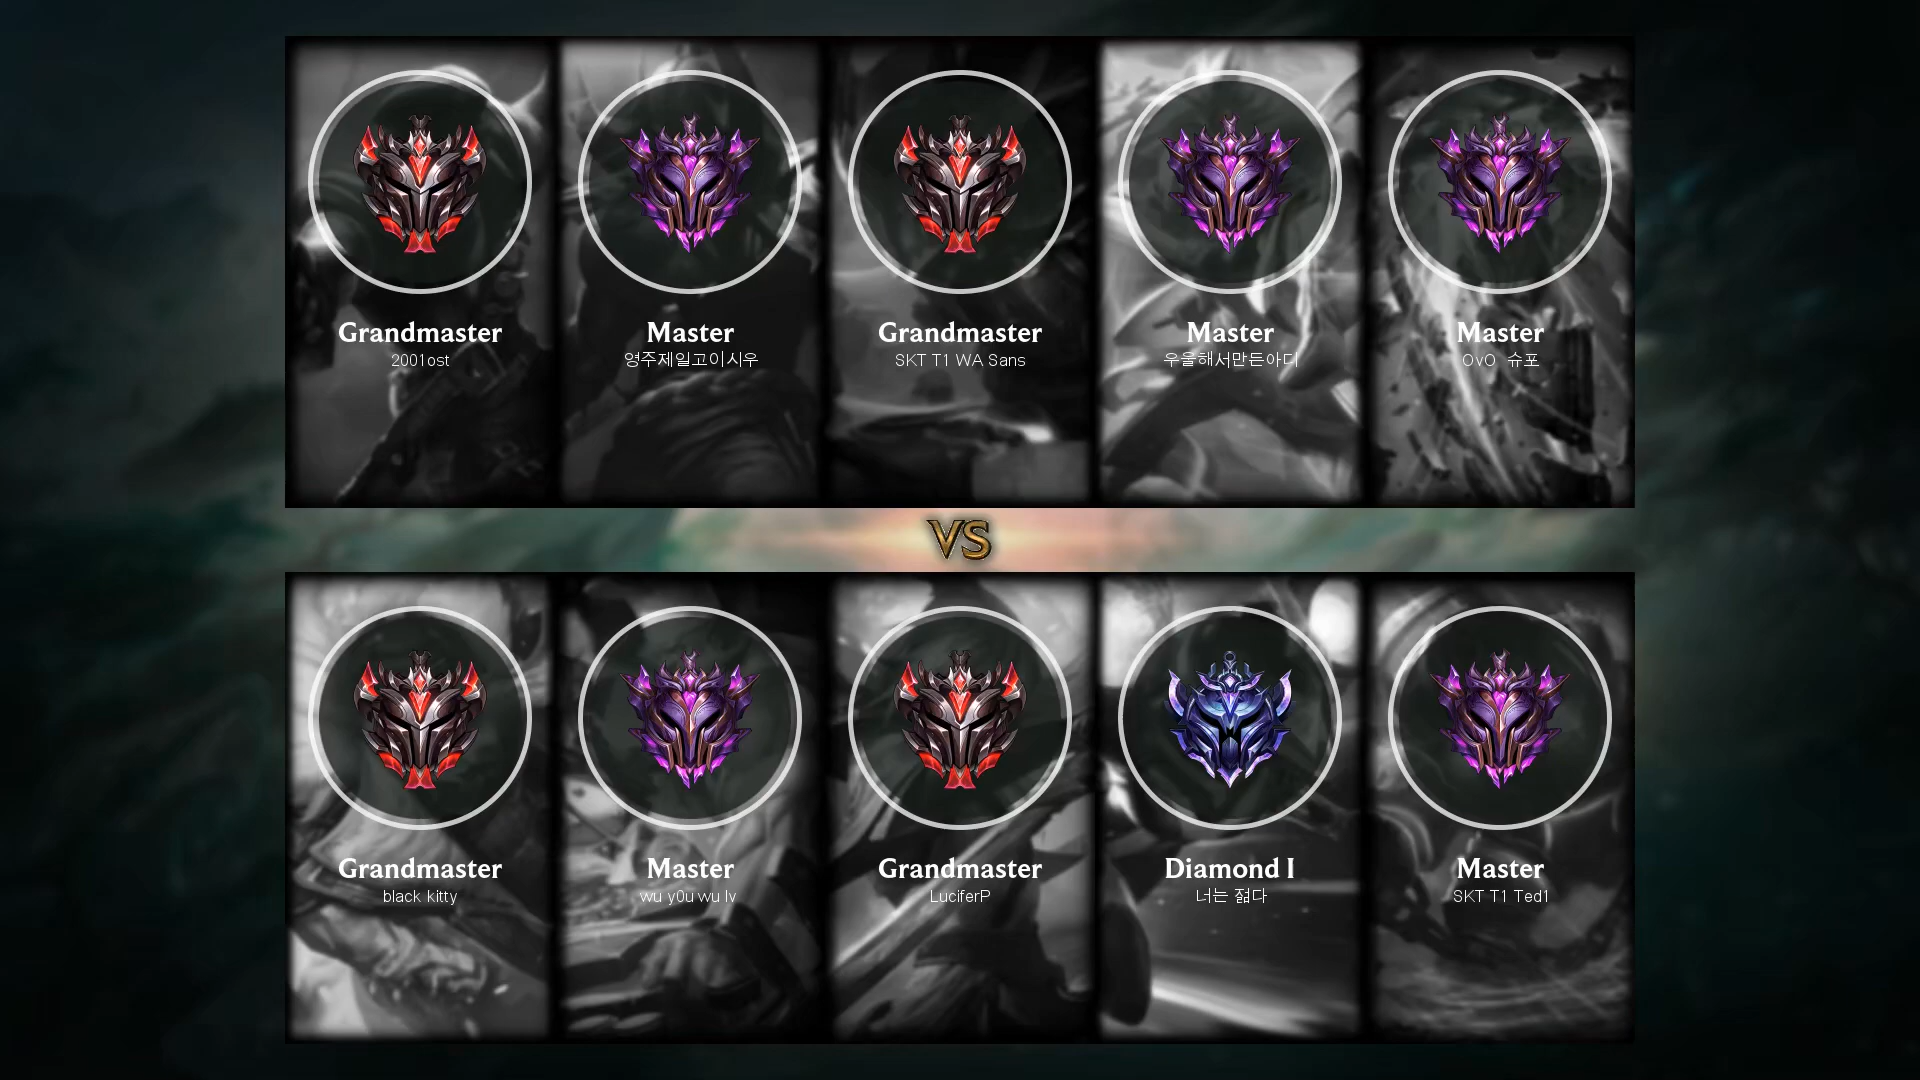 Grandmaster
2001ost
Master
영주제일고이시우
Grandmaster
SKT T1 WA Sans
Master
우울해서만든아디
Master
OvO 슈포
VS
Grandmaster
black kitty
Master
wu y0u wu lv
Grandmaster
LuciferP
Diamond I
너는 젊다
Master
SKT T1 Ted1